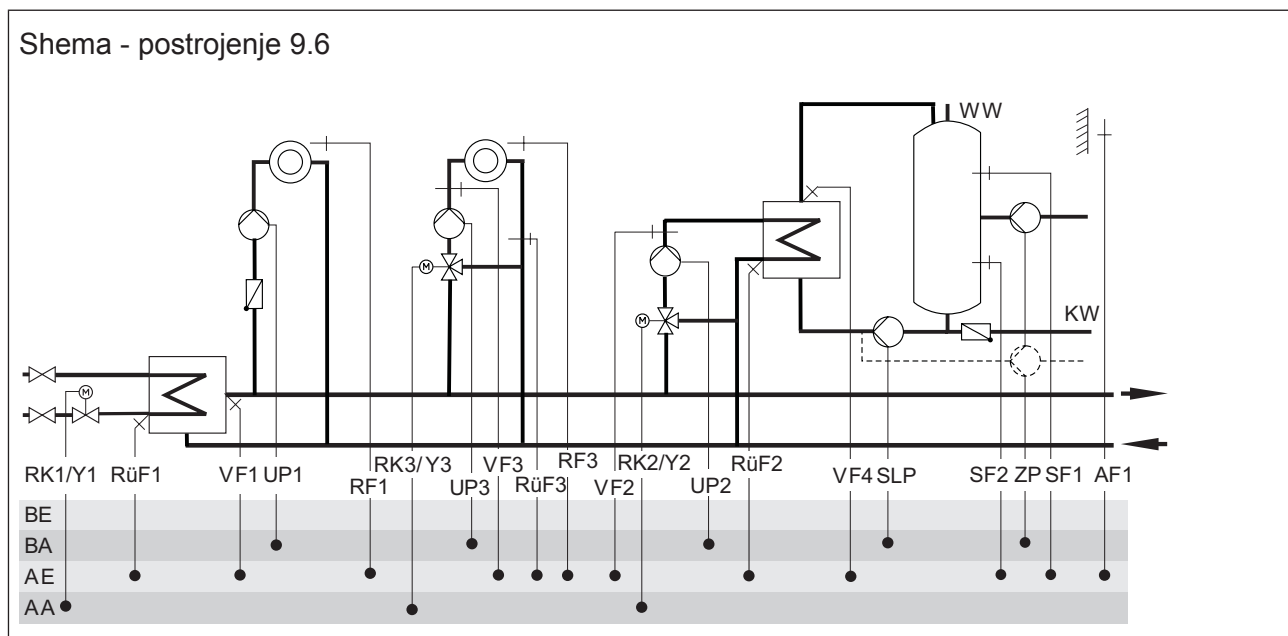 Shema - postrojenje 9.6
WW
KW
M
M
M
RK1/Y1 RüF1 VF1 UP1 RF1 RK3/Y3 UP3 VF3 RüF3 RF3 VF2 RK2/Y2 UP2 RüF2 VF4 SLP SF2 ZP SF1 AF1
BE
BA
AE
AA